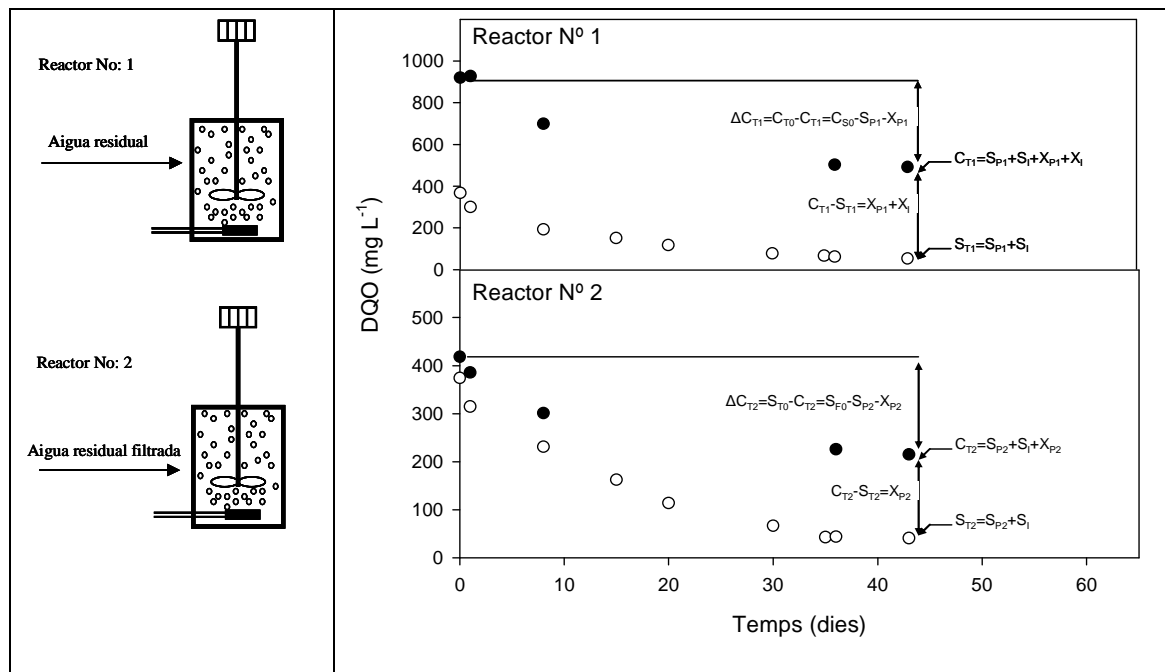 Reactor No: 1
Aigua residual
Reactor No: 2
Aigua residual filtrada
DQO (mg L⁻¹)
Reactor Nº 1
1000
800
600
400
200
0
ΔC_T1=C_T0-C_T1=C_S0-S_P1-X_P1
C_T1=S_P1+S_I+X_P1+X_I
C_T1-S_T1=X_P1+X_I
S_T1=S_P1+S_I
Reactor Nº 2
500
400
300
200
100
0
ΔC_T2=S_T0-C_T2=S_F0-S_P2-X_P2
C_T2=S_P2+S_I+X_P2
C_T2-S_T2=X_P2
S_T2=S_P2+S_I
0 10 20 30 40 50 60
Temps (dies)